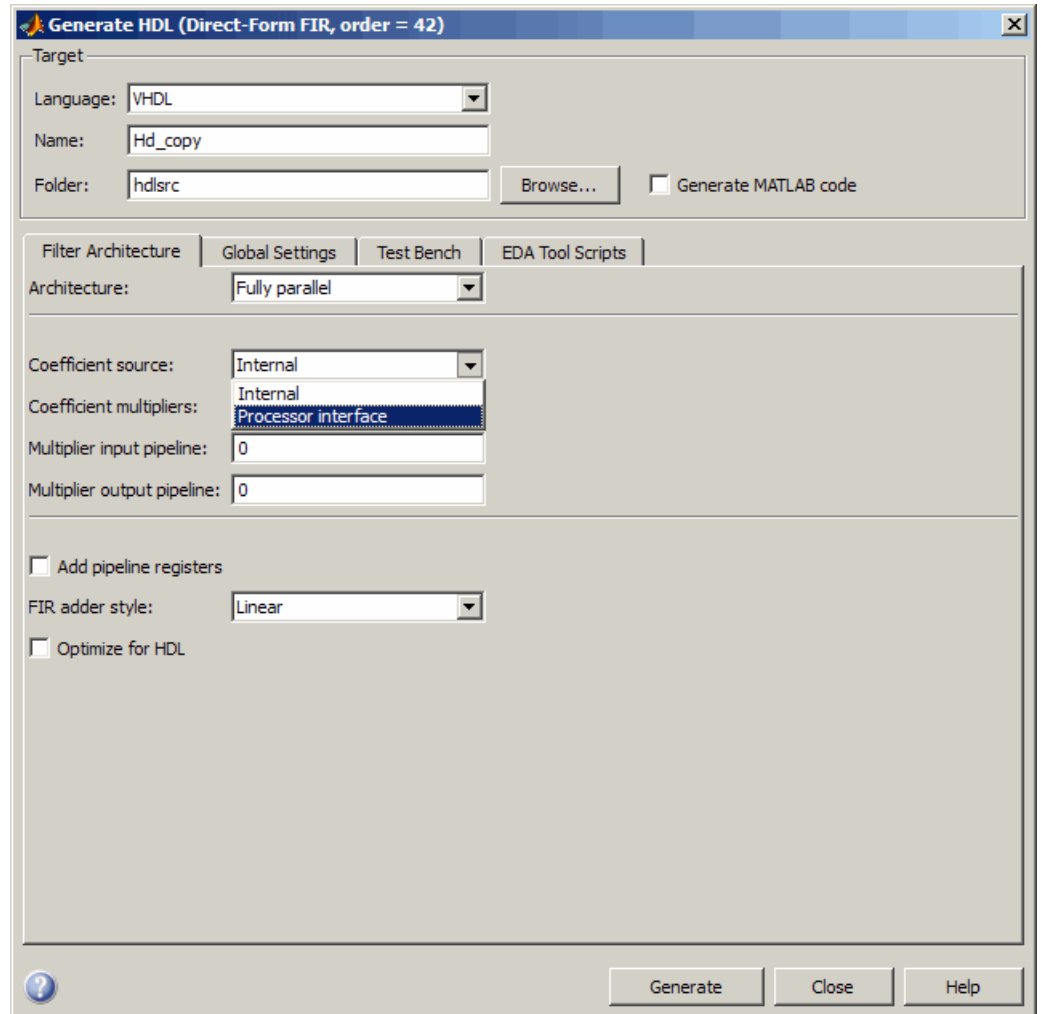 Generate HDL (Direct-Form FIR, order = 42)
Target
Language: VHDL
Name: Hd_copy
Folder: hdlsrc Browse... Generate MATLAB code
Filter Architecture Global Settings Test Bench EDA Tool Scripts
Architecture: Fully parallel
Coefficient source: Internal
Internal
Coefficient multipliers: Processor interface
Multiplier input pipeline: 0
Multiplier output pipeline: 0
Add pipeline registers
FIR adder style: Linear
Optimize for HDL
? Generate Close Help